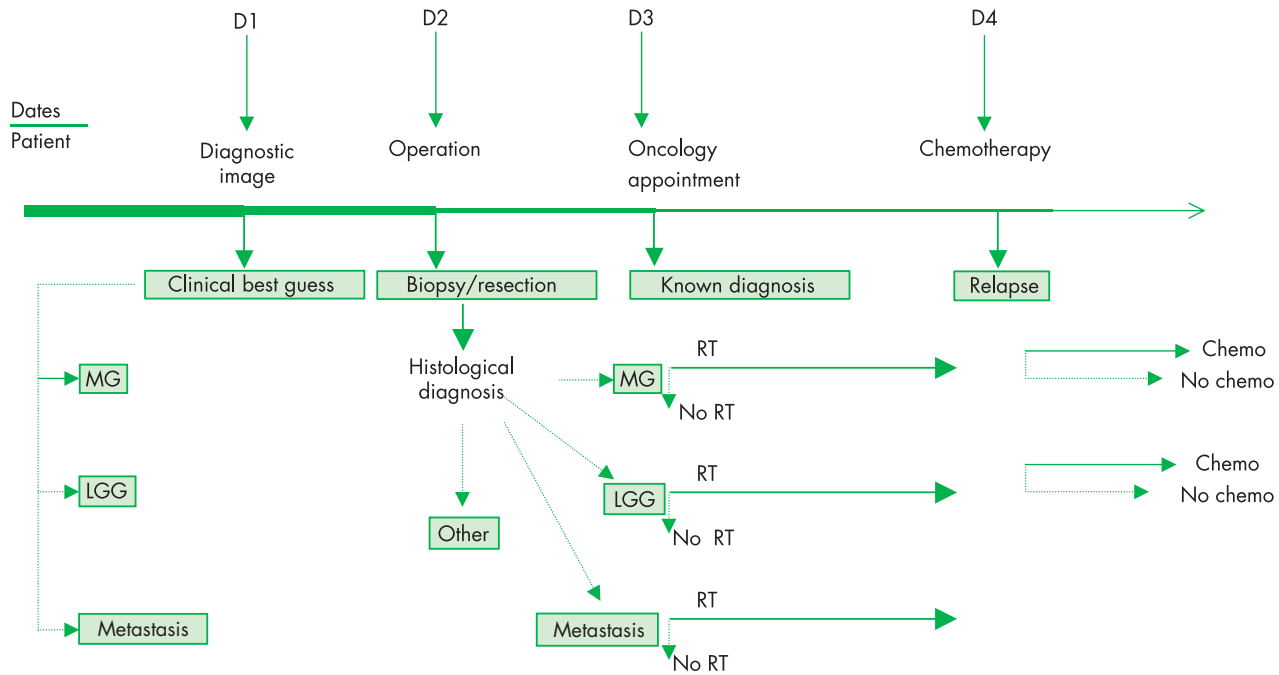 D1
D2
D3
D4
Dates
Patient
Diagnostic
image
Operation
Oncology
appointment
Chemotherapy
Clinical best guess
Biopsy/resection
Known diagnosis
Relapse
MG
LGG
Metastasis
Histological
diagnosis
Other
MG
RT
No RT
LGG
RT
No RT
Metastasis
RT
No RT
Chemo
No chemo
Chemo
No chemo